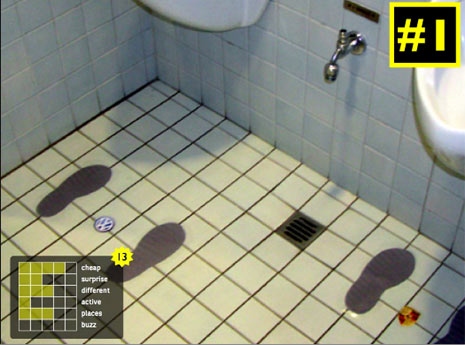 #1
13
cheap
surprise
different
active
places
buzz